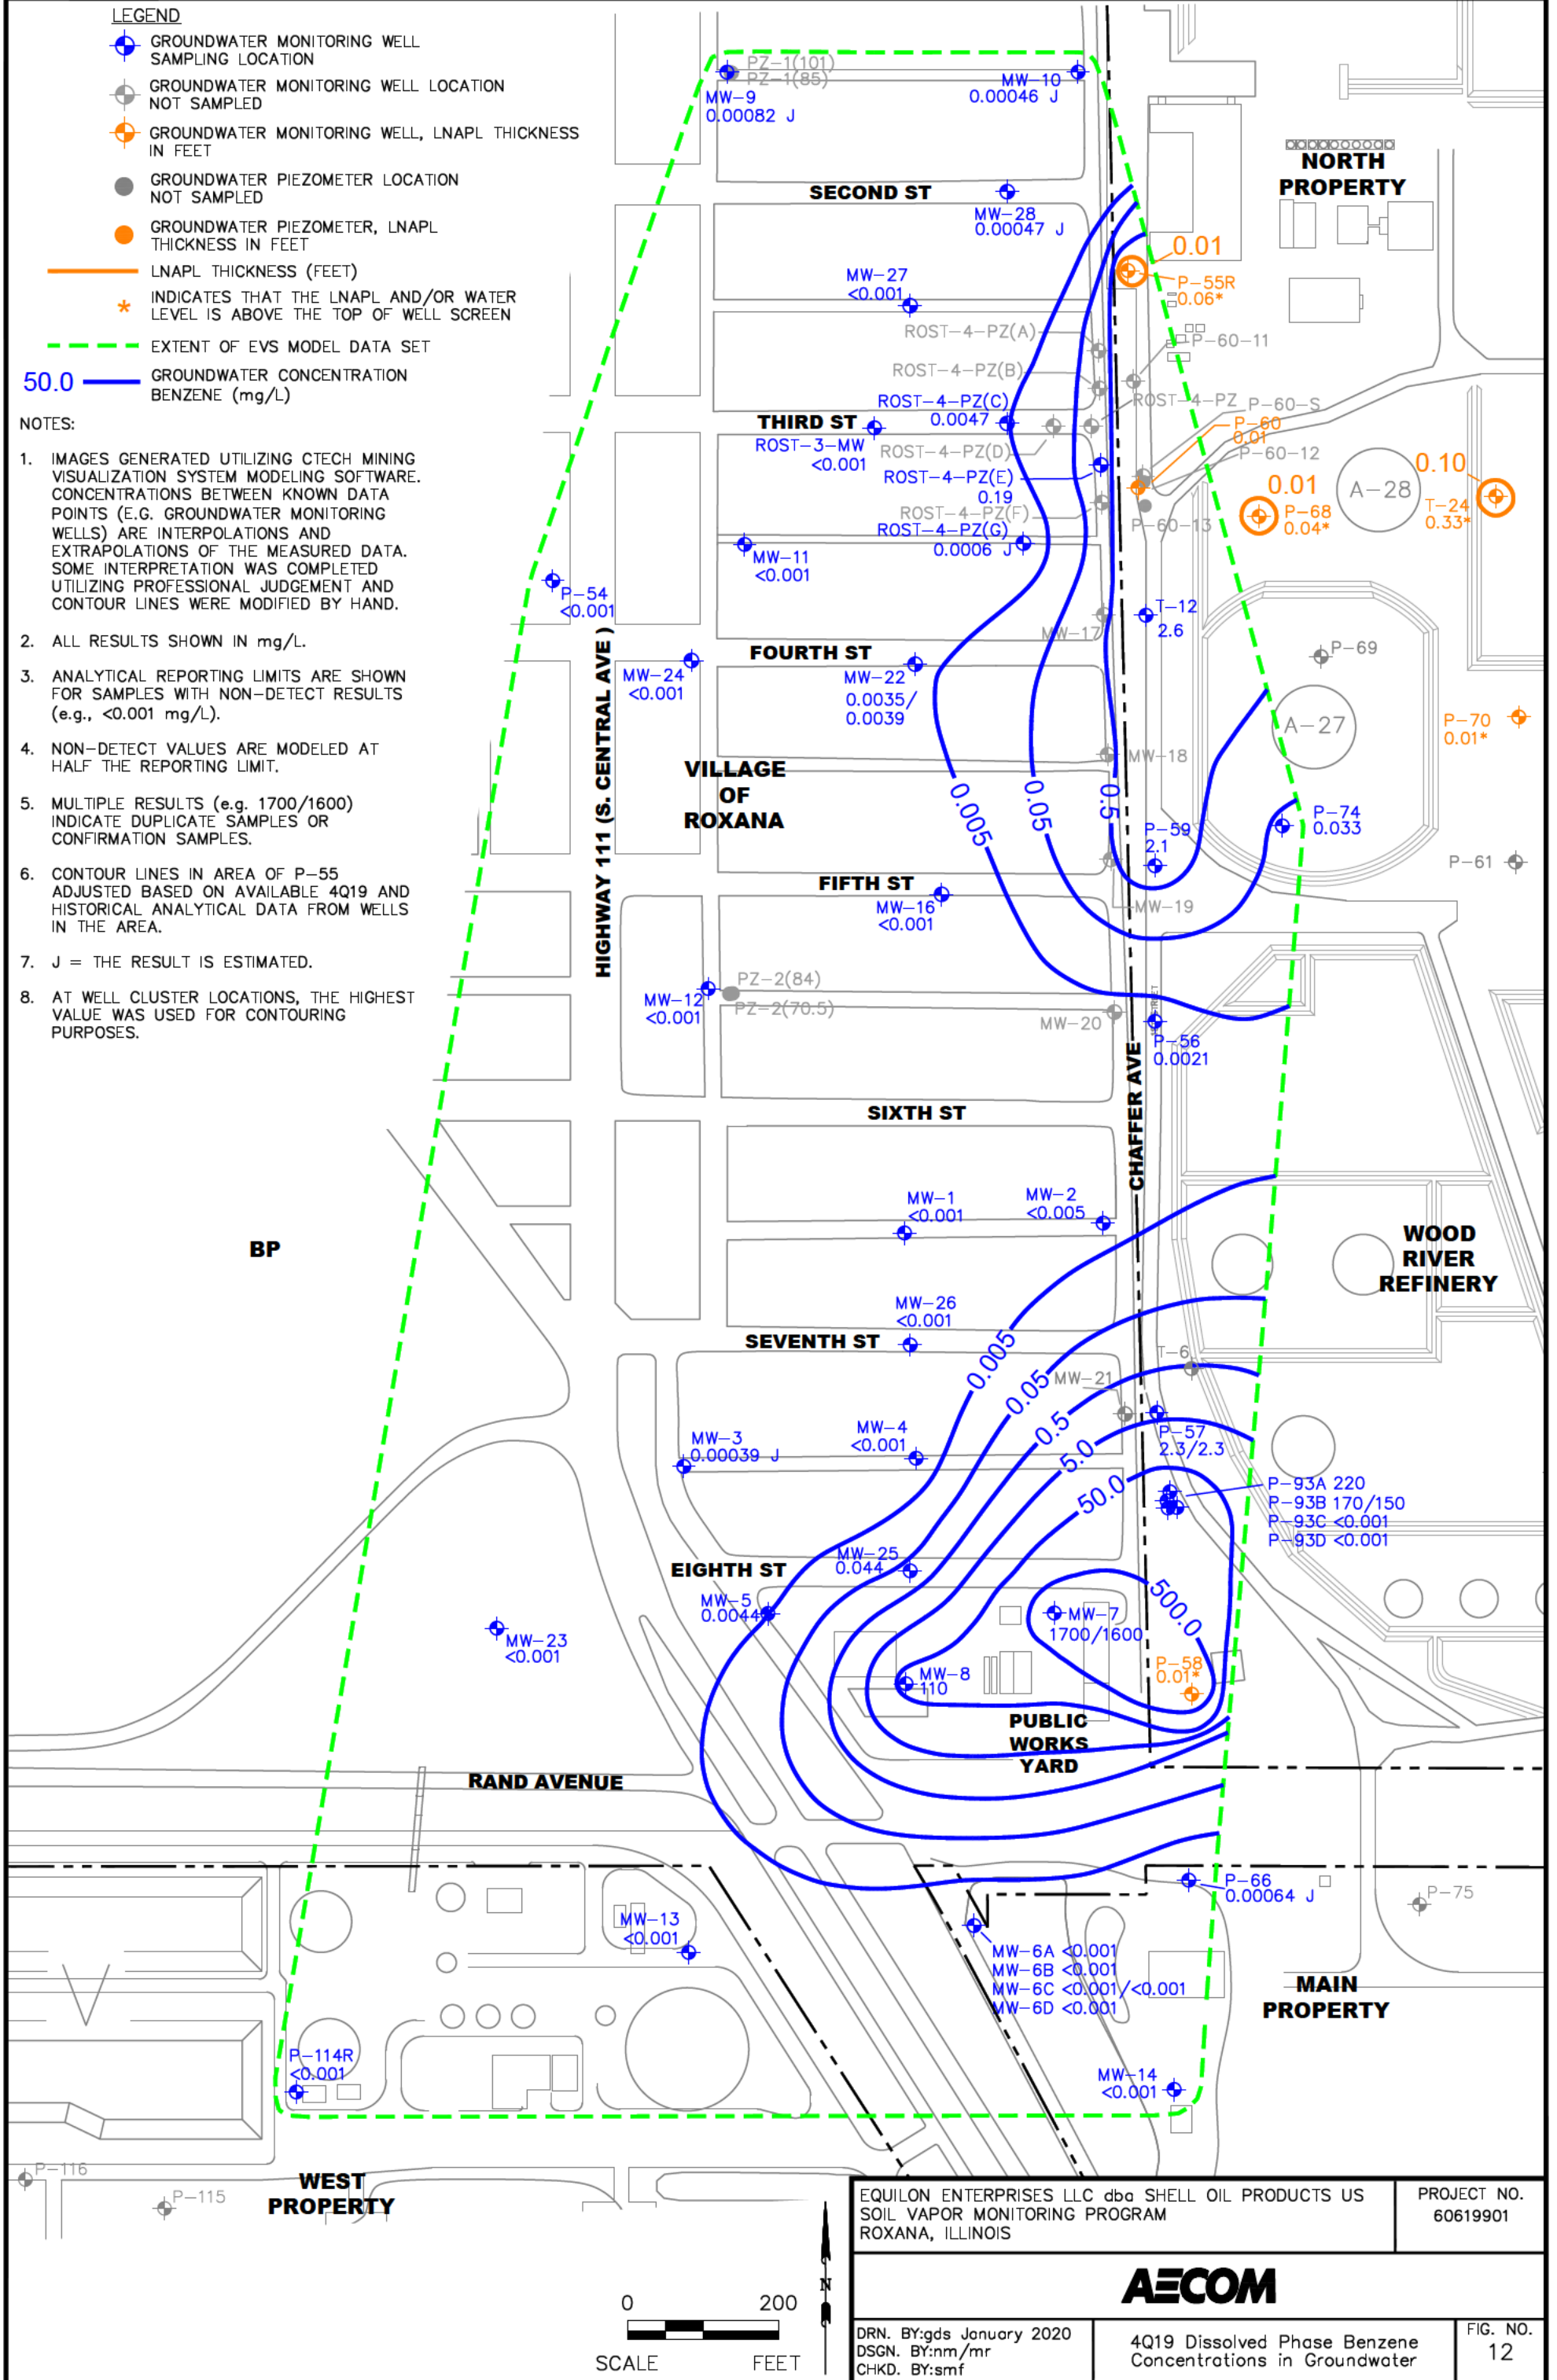 LEGEND
GROUNDWATER MONITORING WELL
SAMPLING LOCATION
GROUNDWATER MONITORING WELL LOCATION
NOT SAMPLED
GROUNDWATER MONITORING WELL, LNAPL THICKNESS
IN FEET
GROUNDWATER PIEZOMETER LOCATION
NOT SAMPLED
GROUNDWATER PIEZOMETER, LNAPL
THICKNESS IN FEET
LNAPL THICKNESS (FEET)
* INDICATES THAT THE LNAPL AND/OR WATER
LEVEL IS ABOVE THE TOP OF WELL SCREEN
EXTENT OF EVS MODEL DATA SET
50.0 GROUNDWATER CONCENTRATION
BENZENE (mg/L)
NOTES:
1. IMAGES GENERATED UTILIZING CTECH MINING
VISUALIZATION SYSTEM MODELING SOFTWARE.
CONCENTRATIONS BETWEEN KNOWN DATA
POINTS (E.G. GROUNDWATER MONITORING
WELLS) ARE INTERPOLATIONS AND
EXTRAPOLATIONS OF THE MEASURED DATA.
SOME INTERPRETATION WAS COMPLETED
UTILIZING PROFESSIONAL JUDGEMENT AND
CONTOUR LINES WERE MODIFIED BY HAND.
2. ALL RESULTS SHOWN IN mg/L.
3. ANALYTICAL REPORTING LIMITS ARE SHOWN
FOR SAMPLES WITH NON-DETECT RESULTS
(e.g., <0.001 mg/L).
4. NON-DETECT VALUES ARE MODELED AT
HALF THE REPORTING LIMIT.
5. MULTIPLE RESULTS (e.g. 1700/1600)
INDICATE DUPLICATE SAMPLES OR
CONFIRMATION SAMPLES.
6. CONTOUR LINES IN AREA OF P-55
ADJUSTED BASED ON AVAILABLE 4Q19 AND
HISTORICAL ANALYTICAL DATA FROM WELLS
IN THE AREA.
7. J = THE RESULT IS ESTIMATED.
8. AT WELL CLUSTER LOCATIONS, THE HIGHEST
VALUE WAS USED FOR CONTOURING
PURPOSES.
PZ-1(101)
PZ-1(85)
MW-9
0.00082 J
MW-10
0.00046 J
NORTH
PROPERTY
SECOND ST
MW-28
0.00047 J
0.01
P-55R
0.06*
MW-27
<0.001
ROST-4-PZ(A)
P-60-11
ROST-4-PZ(B)
ROST-4-PZ(C)
0.0047
ROST-4-PZ
P-60-S
THIRD ST
P-60
0.01
ROST-3-MW
<0.001
ROST-4-PZ(D)
P-60-12
ROST-4-PZ(E)
0.19
0.01
P-68
0.04*
A-28
0.10
T-24
0.33*
ROST-4-PZ(F)
P-60-13
ROST-4-PZ(G)
0.0006 J
MW-11
<0.001
P-54
<0.001
T-12
2.6
MW-17
P-69
FOURTH ST
MW-24
<0.001
MW-22
0.0035/
0.0039
A-27
P-70
0.01*
HIGHWAY 111 (S. CENTRAL AVE )
VILLAGE
OF
ROXANA
MW-18
0.005
0.05
0.5
P-59
2.1
P-74
0.033
P-61
FIFTH ST
MW-16
<0.001
MW-19
PZ-2(84)
PZ-2(70.5)
MW-12
<0.001
MW-20
P-56
0.0021
CHAFFER AVE
SIXTH ST
MW-1
<0.001
MW-2
<0.005
BP
WOOD
RIVER
REFINERY
MW-26
<0.001
SEVENTH ST
T-6
0.005
0.05
0.5
5.0
50.0
MW-21
MW-3
0.00039 J
MW-4
<0.001
P-57
2.3/2.3
P-93A 220
P-93B 170/150
P-93C <0.001
P-93D <0.001
EIGHTH ST
MW-25
0.044
MW-5
0.0044
MW-7
1700/1600
500.0
MW-23
<0.001
MW-8
110
P-58
0.01*
PUBLIC
WORKS
YARD
RAND AVENUE
P-66
0.00064 J
P-75
MW-13
<0.001
MW-6A <0.001
MW-6B <0.001
MW-6C <0.001/<0.001
MW-6D <0.001
MAIN
PROPERTY
P-114R
<0.001
MW-14
<0.001
P-116
P-115
WEST
PROPERTY
0 200
SCALE FEET
N
EQUILON ENTERPRISES LLC dba SHELL OIL PRODUCTS US
SOIL VAPOR MONITORING PROGRAM
ROXANA, ILLINOIS
PROJECT NO.
60619901
AECOM
DRN. BY:gds January 2020
DSGN. BY:nm/mr
CHKD. BY:smf
4Q19 Dissolved Phase Benzene
Concentrations in Groundwater
FIG. NO.
12